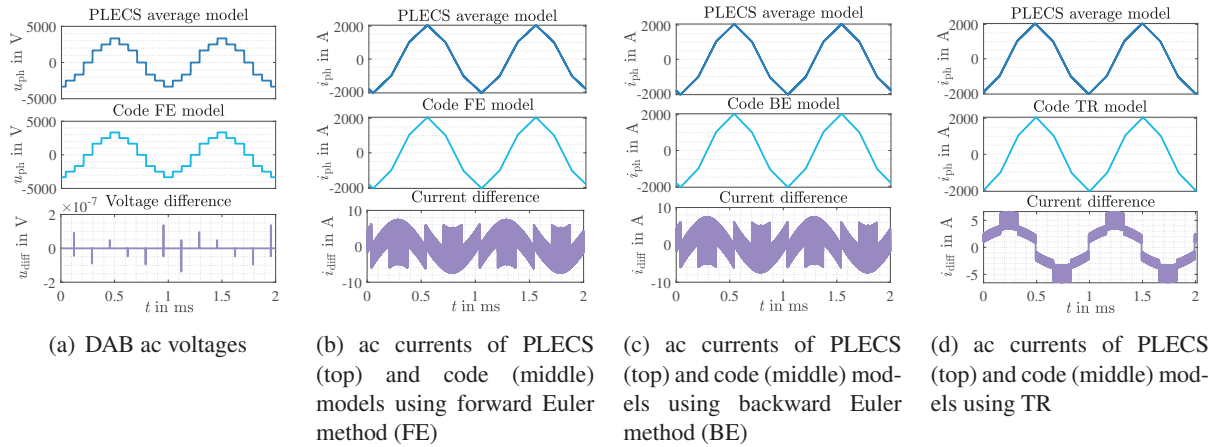 PLECS average model
5000
0
-5000
u_ph in V
Code FE model
5000
0
-5000
u_ph in V
×10^-7
Voltage difference
2
0
-2
u_diff in V
0 0.5 1 1.5 2
t in ms
(a) DAB ac voltages
PLECS average model
2000
0
-2000
i_ph in A
Code FE model
2000
0
-2000
i_ph in A
Current difference
10
0
-10
i_diff in A
0 0.5 1 1.5 2
t in ms
(b) ac currents of PLECS
(top) and code (middle)
models using forward Euler
method (FE)
PLECS average model
2000
0
-2000
i_ph in A
Code BE model
2000
0
-2000
i_ph in A
Current difference
10
0
-10
i_diff in A
0 0.5 1 1.5 2
t in ms
(c) ac currents of PLECS
(top) and code (middle) mod-
els using backward Euler
method (BE)
PLECS average model
2000
0
-2000
i_ph in A
Code TR model
2000
0
-2000
i_ph in A
Current difference
5
0
-5
i_diff in A
0 0.5 1 1.5 2
t in ms
(d) ac currents of PLECS
(top) and code (middle) mod-
els using TR